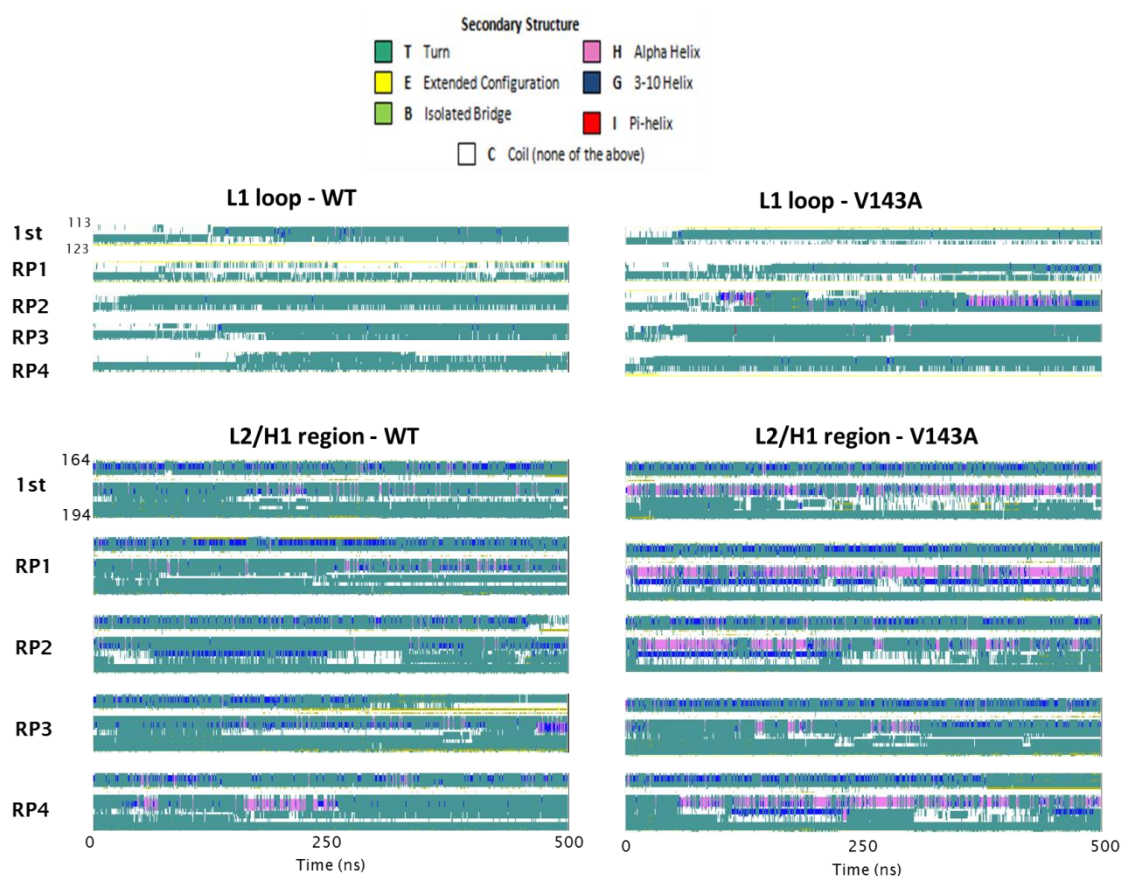 Secondary Structure
T Turn
H Alpha Helix
E Extended Configuration
G 3-10 Helix
B Isolated Bridge
I Pi-helix
C Coil (none of the above)
L1 loop - WT
L1 loop - V143A
1st
113
123
RP1
RP2
RP3
RP4
L2/H1 region - WT
L2/H1 region - V143A
164
1st
194
RP1
RP2
RP3
RP4
0 250 500
0 250 500
Time (ns)
Time (ns)